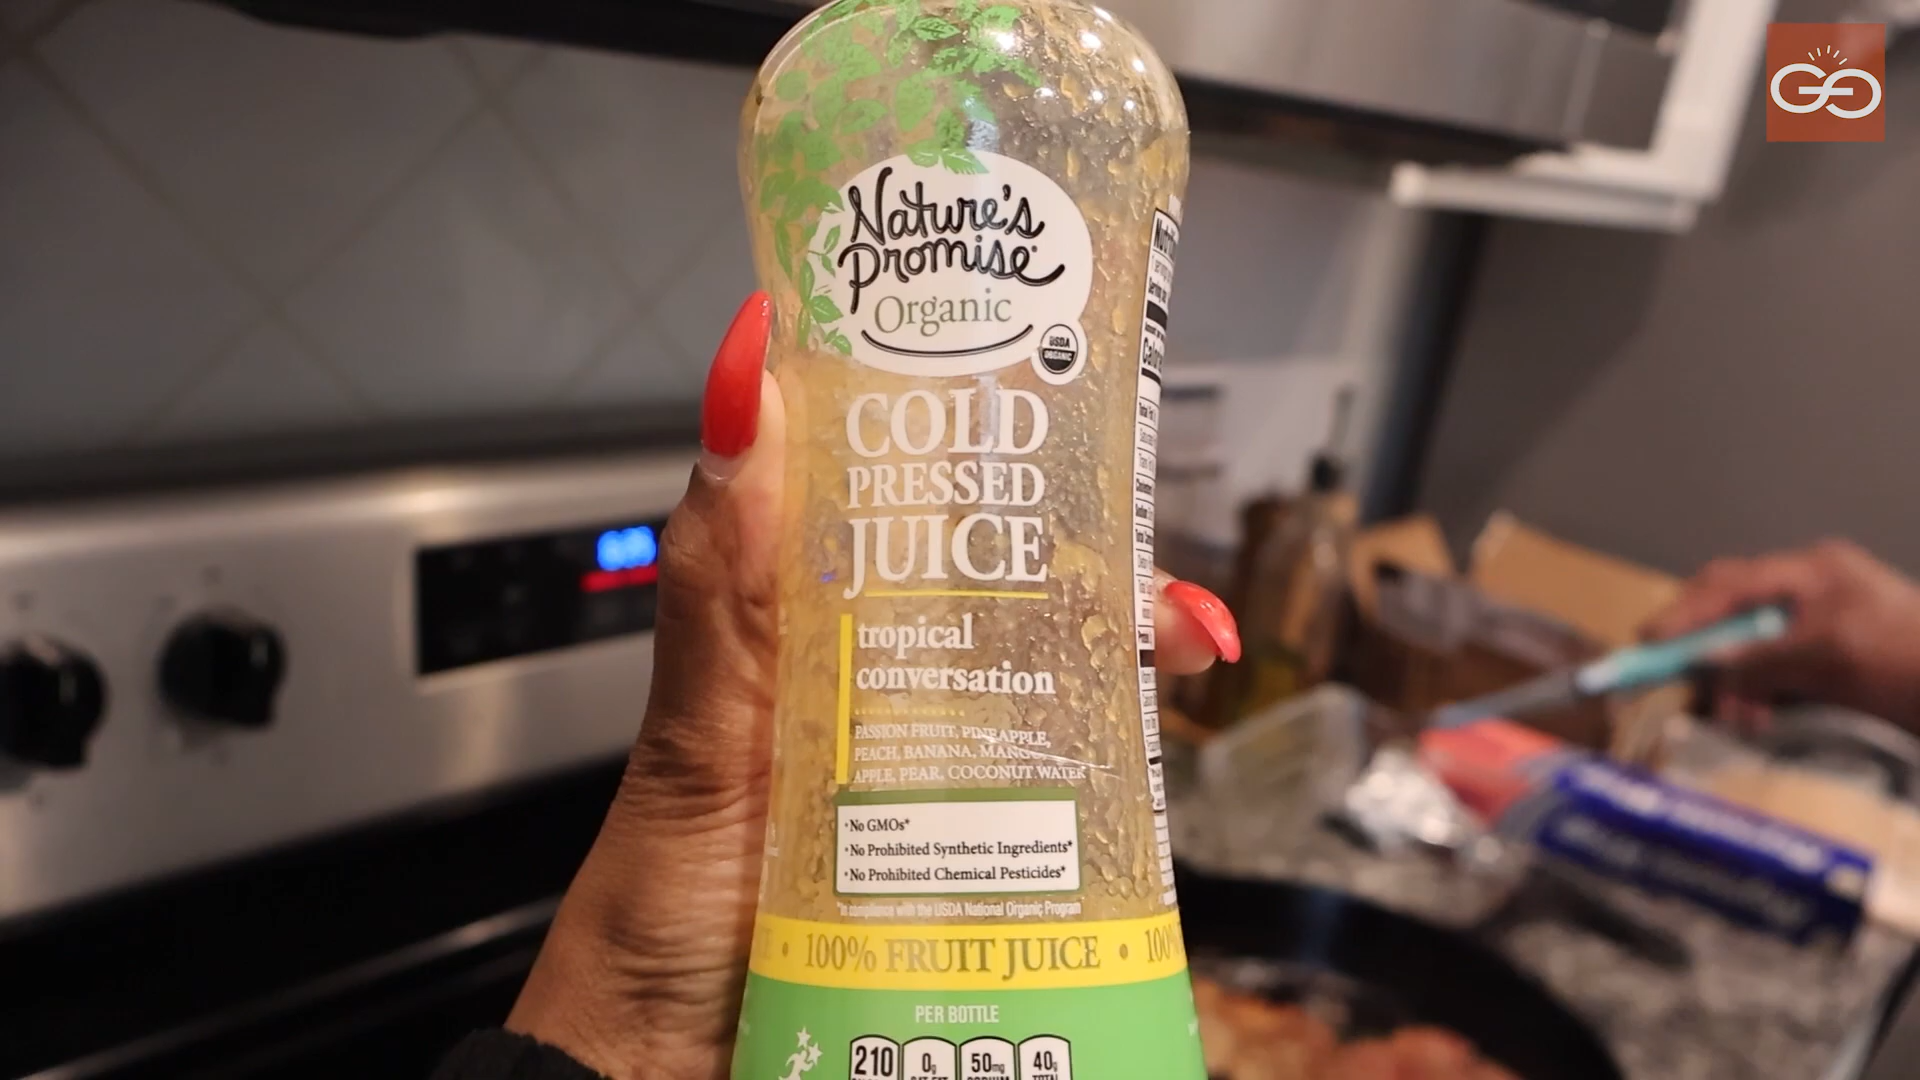 Nature's
Promise
Organic
USDA
ORGANIC
COLD
PRESSED
JUICE
tropical
conversation
PASSION FRUIT, PINEAPPLE,
PEACH, BANANA, MANGO,
APPLE, PEAR, COCONUT WATER
•No GMOs*
•No Prohibited Synthetic Ingredients*
•No Prohibited Chemical Pesticides*
*In compliance with the USDA National Organic Program
• 100% FRUIT JUICE • 100%
PER BOTTLE
210 0g 50mg 40g